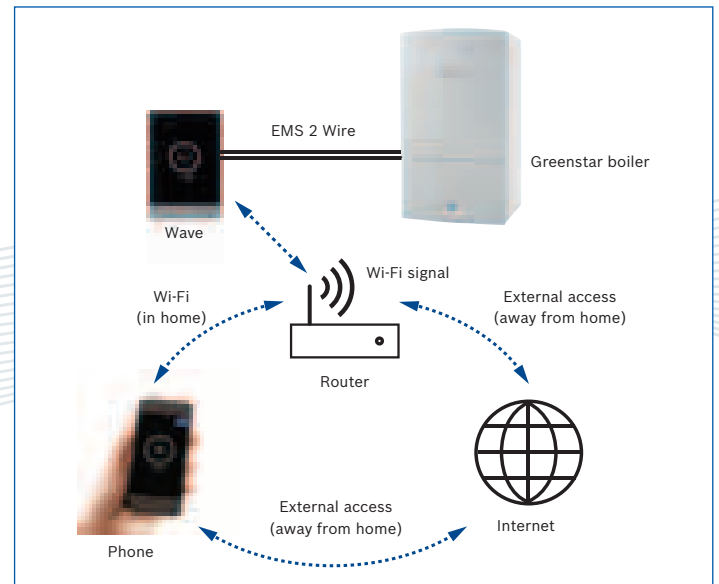 EMS 2 Wire
Greenstar boiler
Wave
Wi-Fi signal
Wi-Fi
(in home)
External access
(away from home)
Router
External access
(away from home)
Internet
Phone